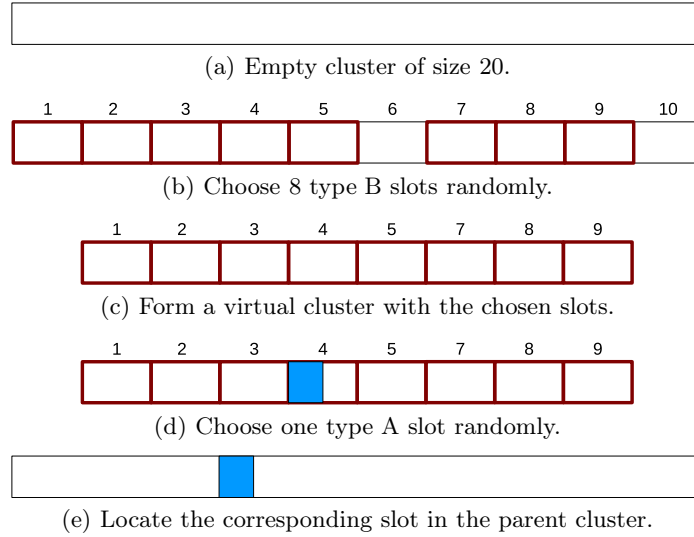 (a) Empty cluster of size 20.
1 2 3 4 5 6 7 8 9 10
(b) Choose 8 type B slots randomly.
1 2 3 4 5 7 8 9
(c) Form a virtual cluster with the chosen slots.
1 2 3 4 5 7 8 9
(d) Choose one type A slot randomly.
(e) Locate the corresponding slot in the parent cluster.